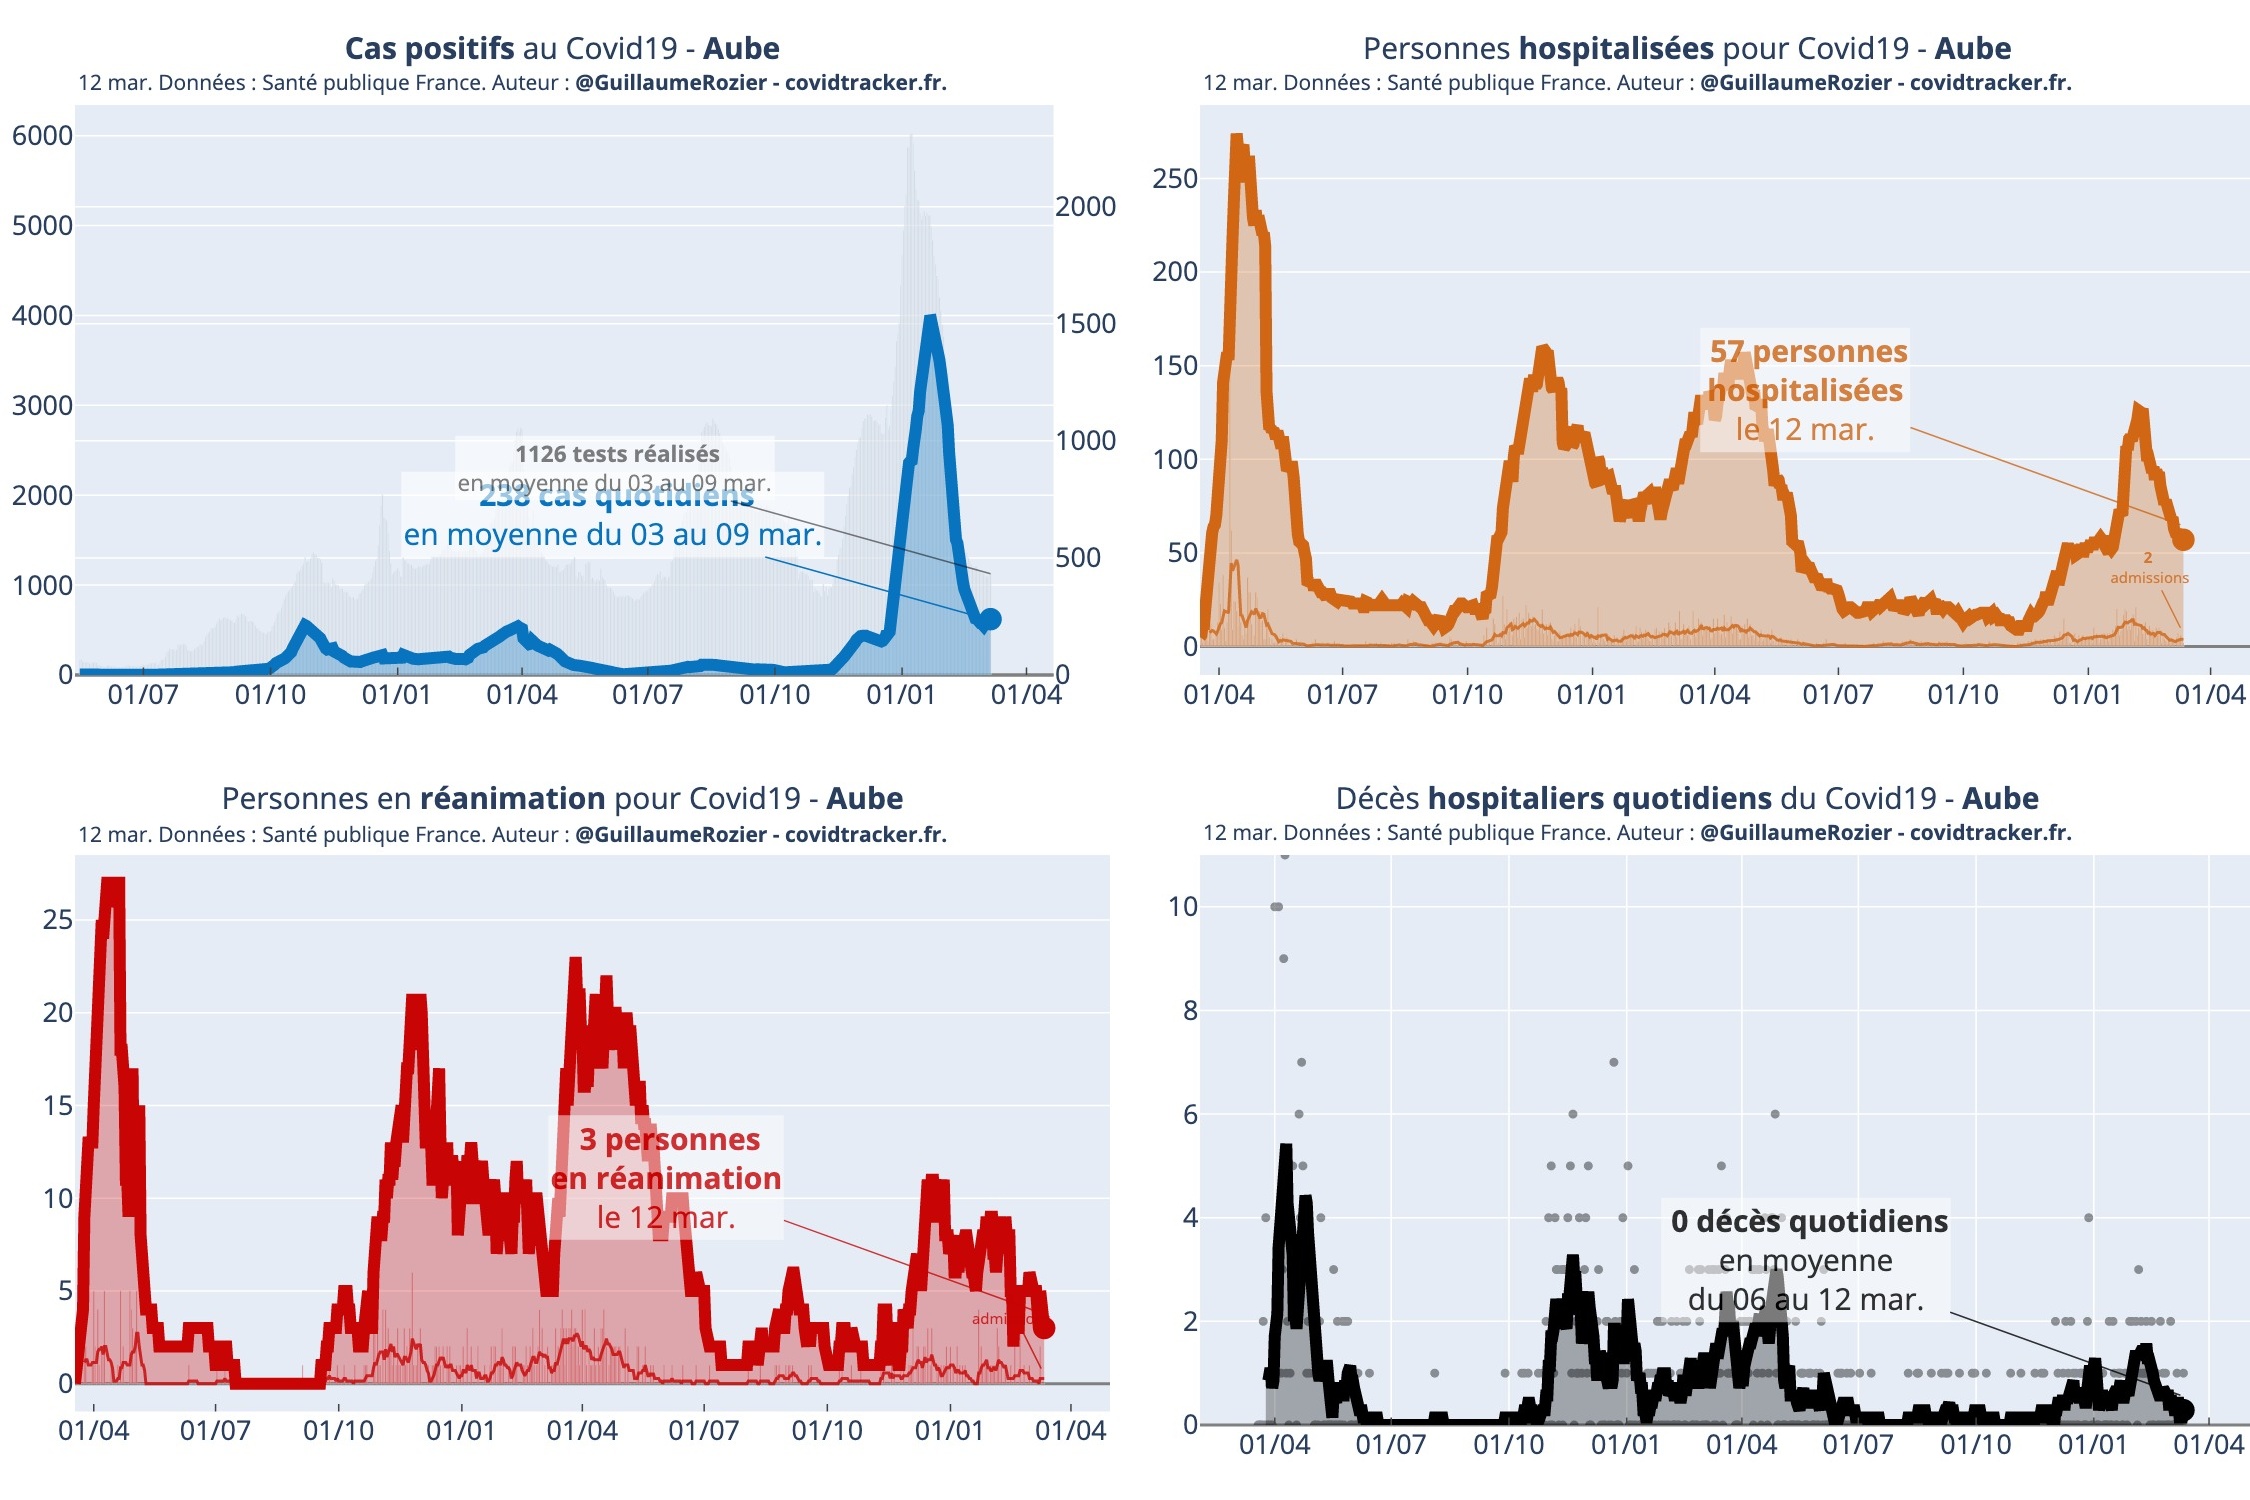 Cas positifs au Covid19 - Aube
12 mar. Données : Santé publique France. Auteur : @GuillaumeRozier - covidtracker.fr.
6000
5000
4000
3000
2000
1000
0
2000
1500
1000
500
0
1126 tests réalisés
en moyenne du 03 au 09 mar.
238 cas quotidiens
en moyenne du 03 au 09 mar.
01/07 01/10 01/01 01/04 01/07 01/10 01/01 01/04
Personnes hospitalisées pour Covid19 - Aube
12 mar. Données : Santé publique France. Auteur : @GuillaumeRozier - covidtracker.fr.
250
200
150
100
50
0
57 personnes
hospitalisées
le 12 mar.
2
admissions
01/04 01/07 01/10 01/01 01/04 01/07 01/10 01/01 01/04
Personnes en réanimation pour Covid19 - Aube
12 mar. Données : Santé publique France. Auteur : @GuillaumeRozier - covidtracker.fr.
25
20
15
10
5
0
3 personnes
en réanimation
le 12 mar.
01/04 01/07 01/10 01/01 01/04 01/07 01/10 01/01 01/04
Décès hospitaliers quotidiens du Covid19 - Aube
12 mar. Données : Santé publique France. Auteur : @GuillaumeRozier - covidtracker.fr.
10
8
6
4
2
0
0 décès quotidiens
en moyenne
du 06 au 12 mar.
01/04 01/07 01/10 01/01 01/04 01/07 01/10 01/01 01/04